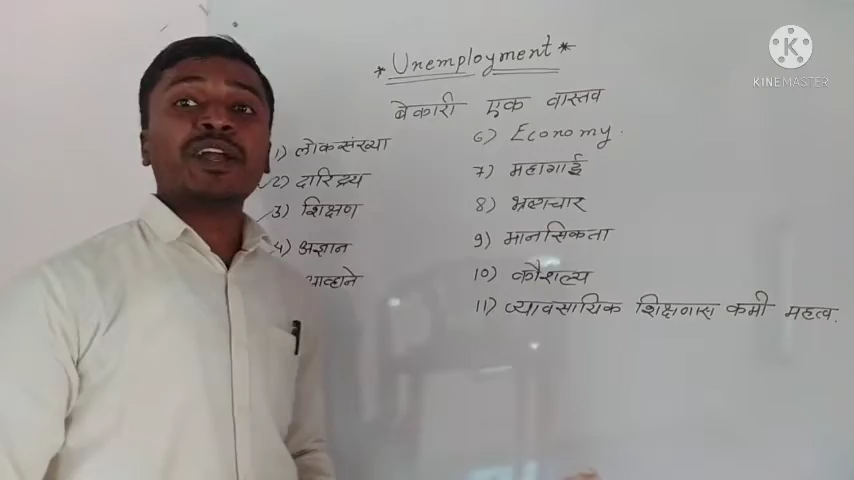 * Unemployment *
बेकारी एक वास्तव
1) लोकसंख्या
2) दारिद्र्य
3) शिक्षण
4) अज्ञान
आव्हाने
6) Economy.
7) महागाई
8) भ्रष्टाचार
9) मानसिकता
10) कौशल्य
11) व्यावसायिक शिक्षणास कमी महत्व.
K
KINEMASTER